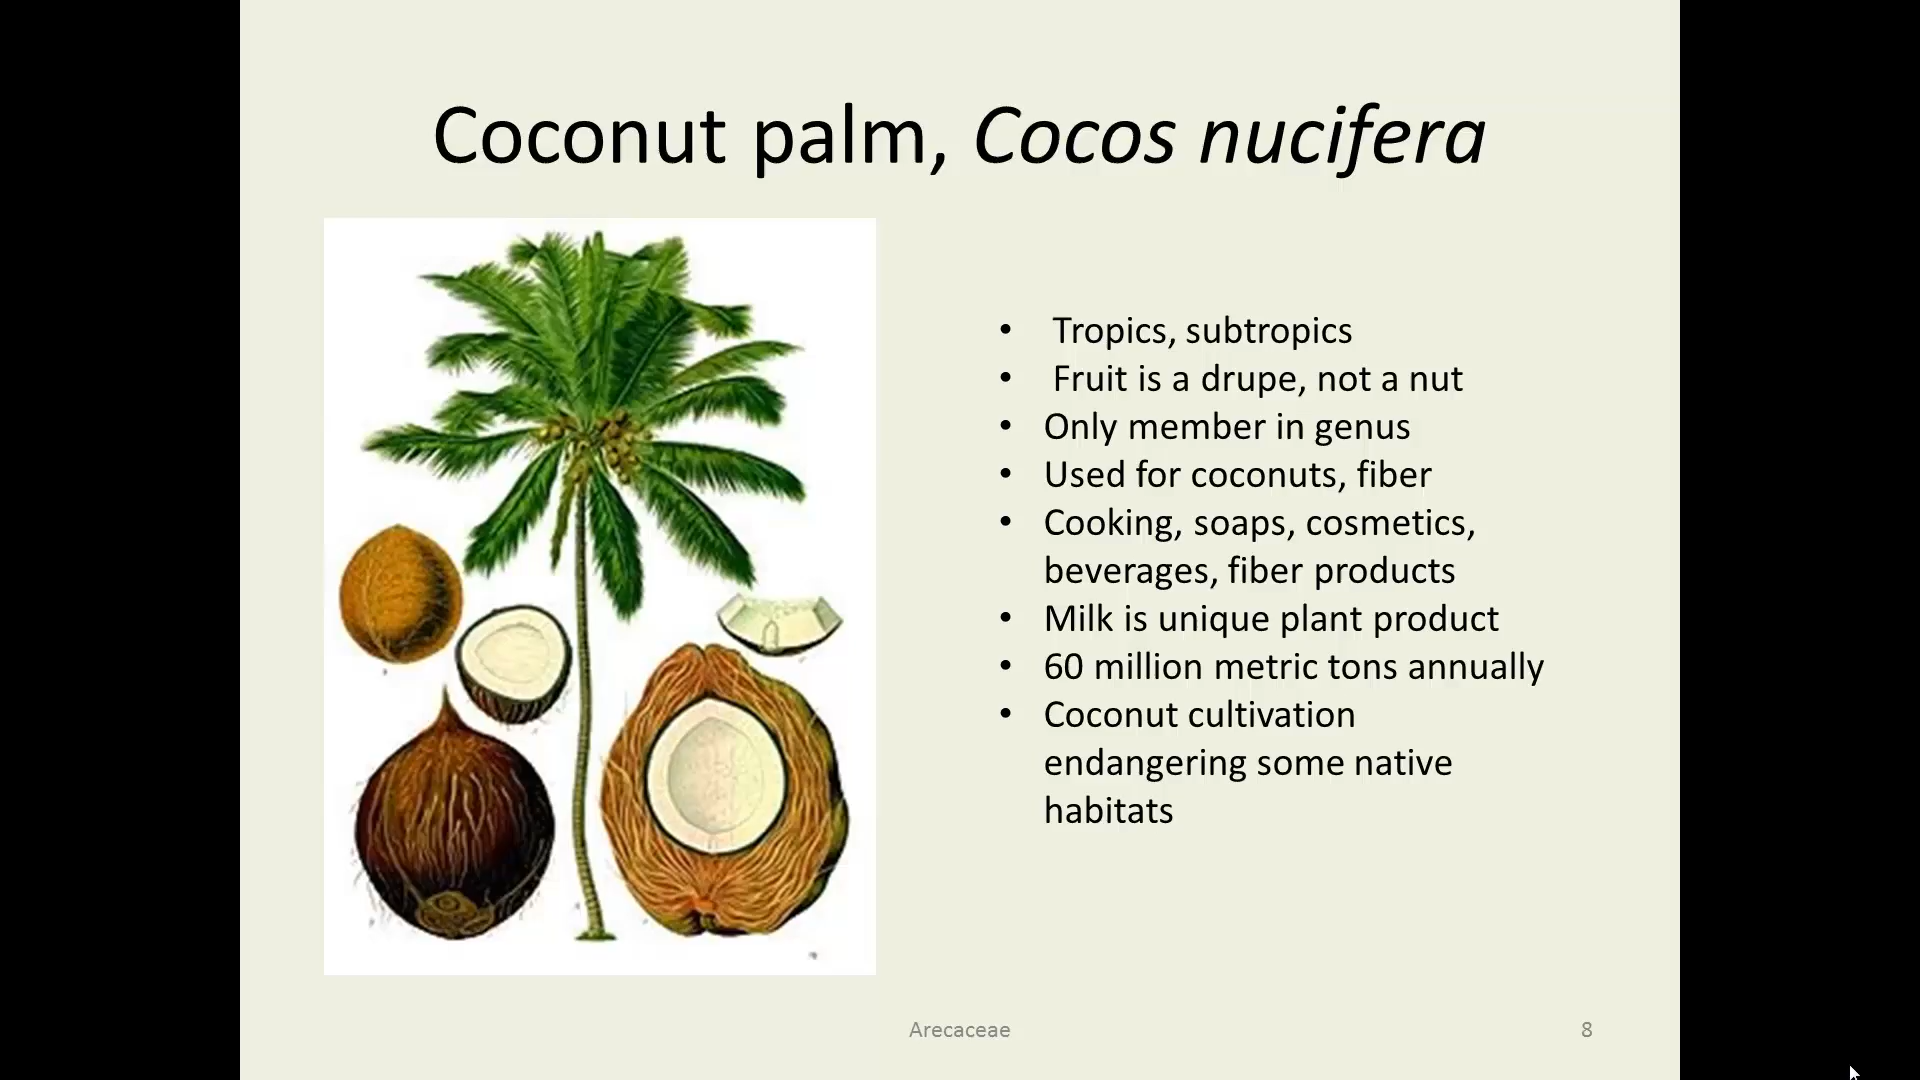 Coconut palm, Cocos nucifera
• Tropics, subtropics
• Fruit is a drupe, not a nut
• Only member in genus
• Used for coconuts, fiber
• Cooking, soaps, cosmetics,
beverages, fiber products
• Milk is unique plant product
• 60 million metric tons annually
• Coconut cultivation
endangering some native
habitats
Arecaceae
8